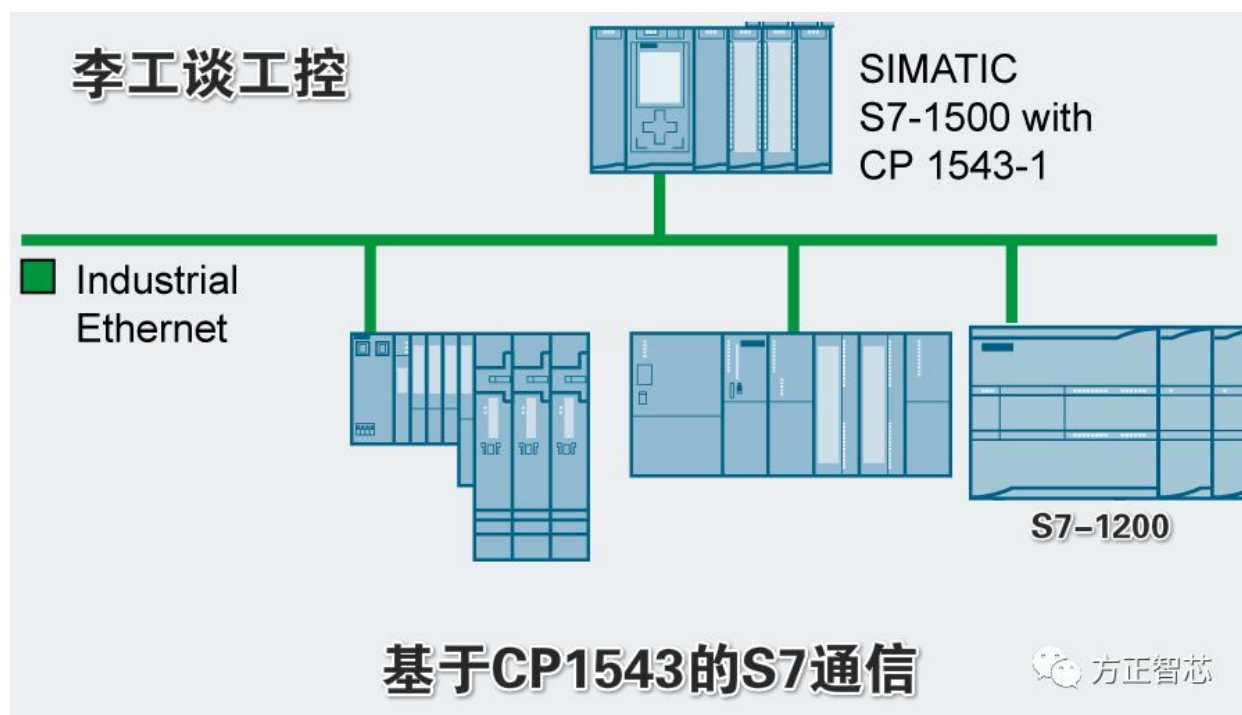 李工谈工控
SIMATIC
S7-1500 with
CP 1543-1
Industrial
Ethernet
S7-1200
基于CP1543的S7通信
方正智芯